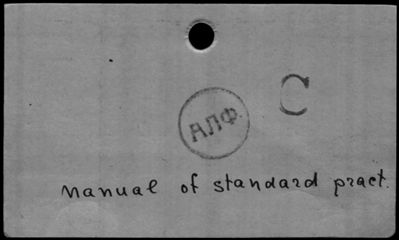 C
АЛФ
Manual of standard pract.